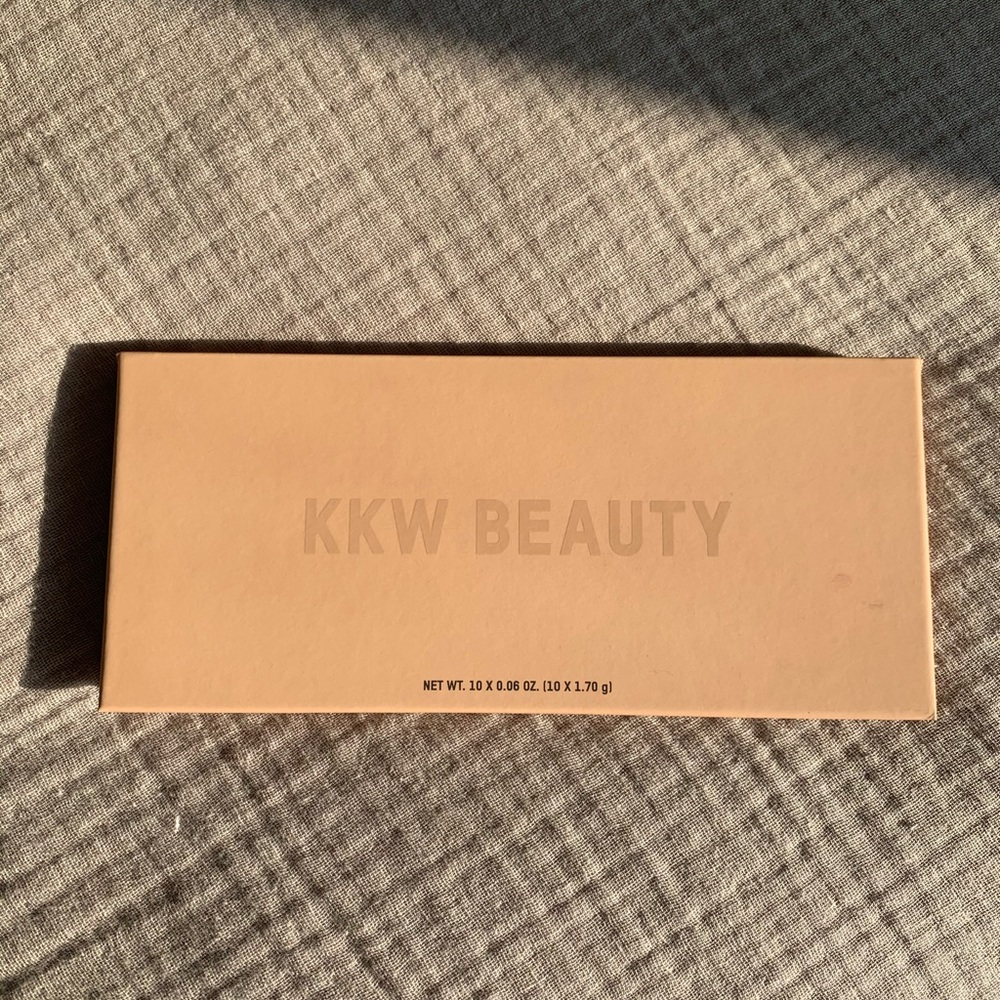 KKW BEAUTY
NET WT. 10 X 0.06 OZ. (10 X 1.70 g)